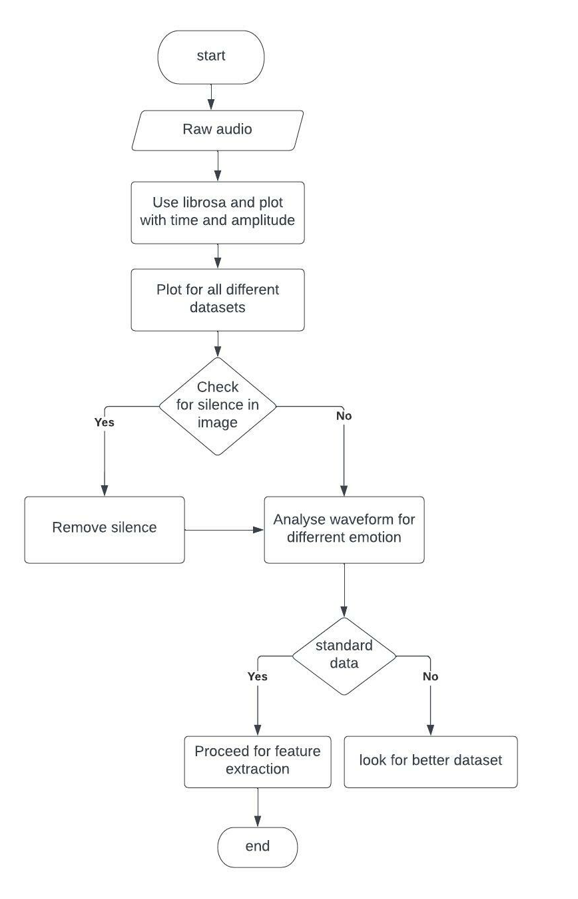 start
Raw audio
Use librosa and plot
with time and amplitude
Plot for all different
datasets
Check
for silence in
image
Yes
No
Remove silence
Analyse waveform for
differrent emotion
standard
data
Yes
No
Proceed for feature
extraction
look for better dataset
end